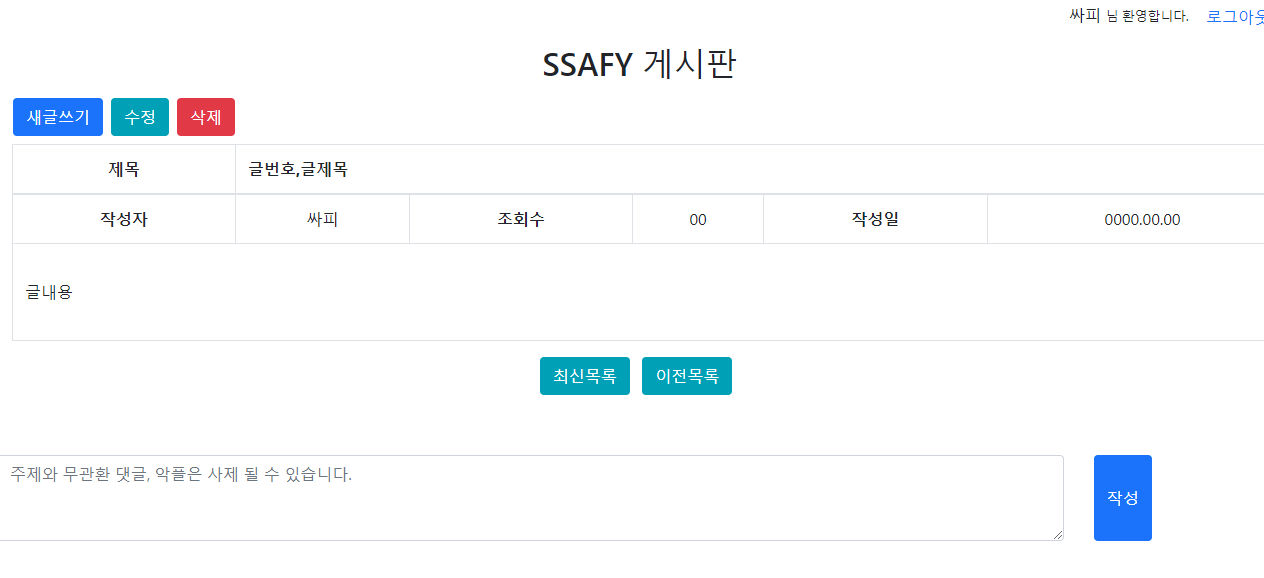 싸피 님 환영합니다. 로그아웃
SSAFY 게시판
새글쓰기 수정 삭제
제목 글번호,글제목
작성자 싸피 조회수 00 작성일 0000.00.00
글내용
최신목록 이전목록
주제와 무관환 댓글, 악플은 사제 될 수 있습니다.
작성